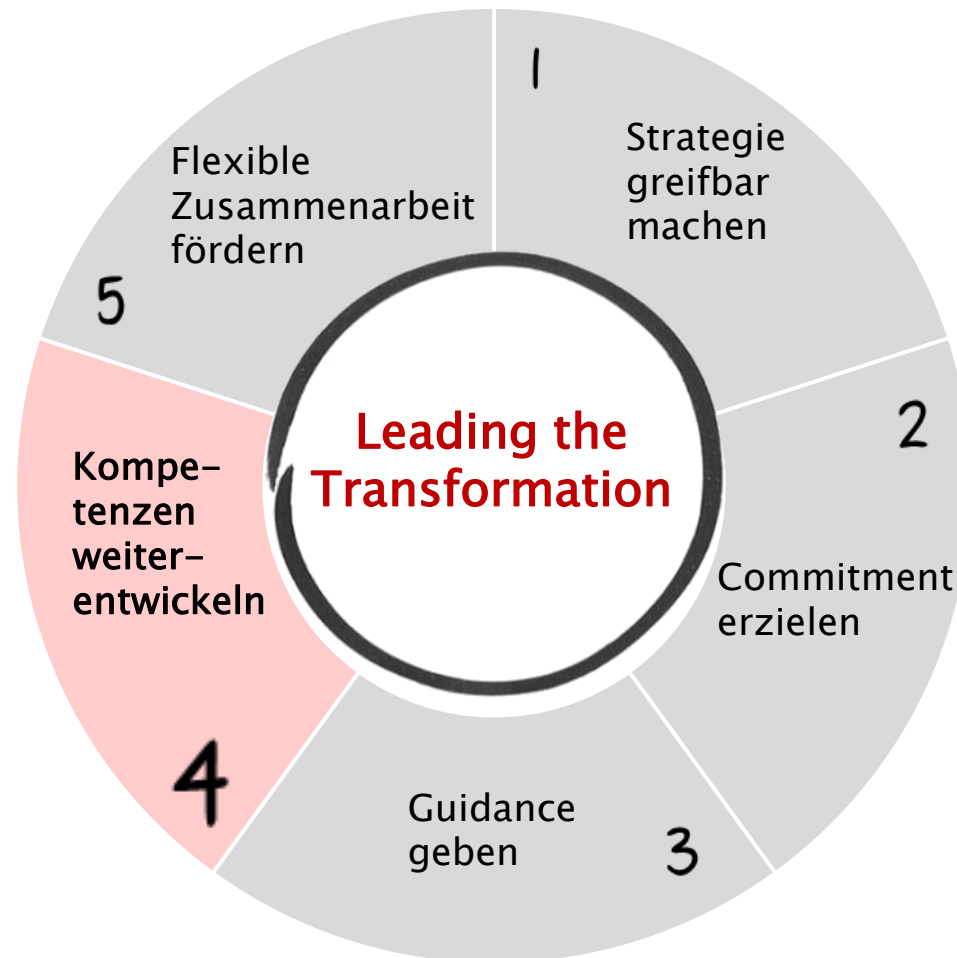 1
Strategie
greifbar
machen
2
Commitment
erzielen
3
Guidance
geben
4
Kompe-
tenzen
weiter-
entwickeln
5
Flexible
Zusammenarbeit
fördern
Leading the
Transformation